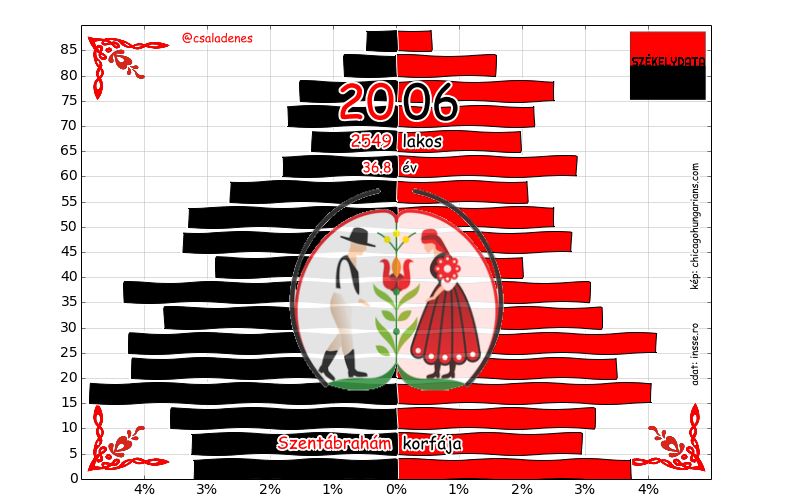 @csaladenes
SZÉKELYDATA
2006
2549 lakos
36.8 év
kép: chicagohungarians.com
adat: insse.ro
Szentábrahám korfája
85
80
75
70
65
60
55
50
45
40
35
30
25
20
15
10
5
0
4% 3% 2% 1% 0% 1% 2% 3% 4%